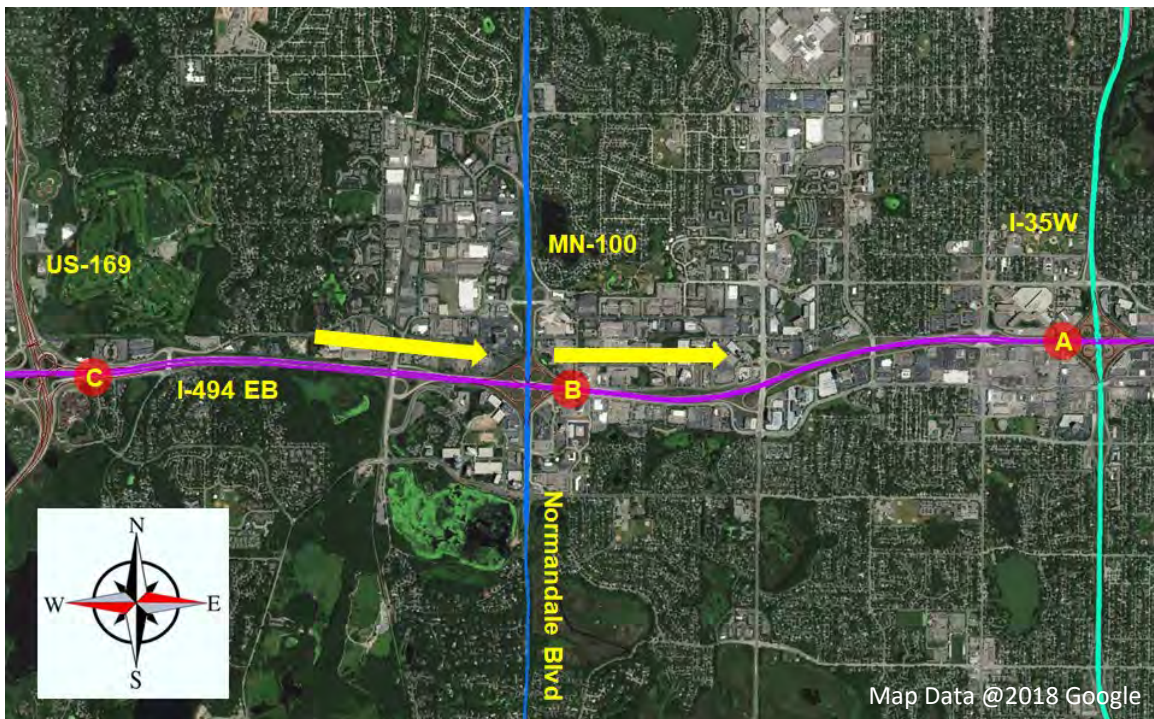 I-35W
MN-100
US-169
A
C
B
I-494 EB
Normandale Blvd
N
W
E
S
Map Data @2018 Google